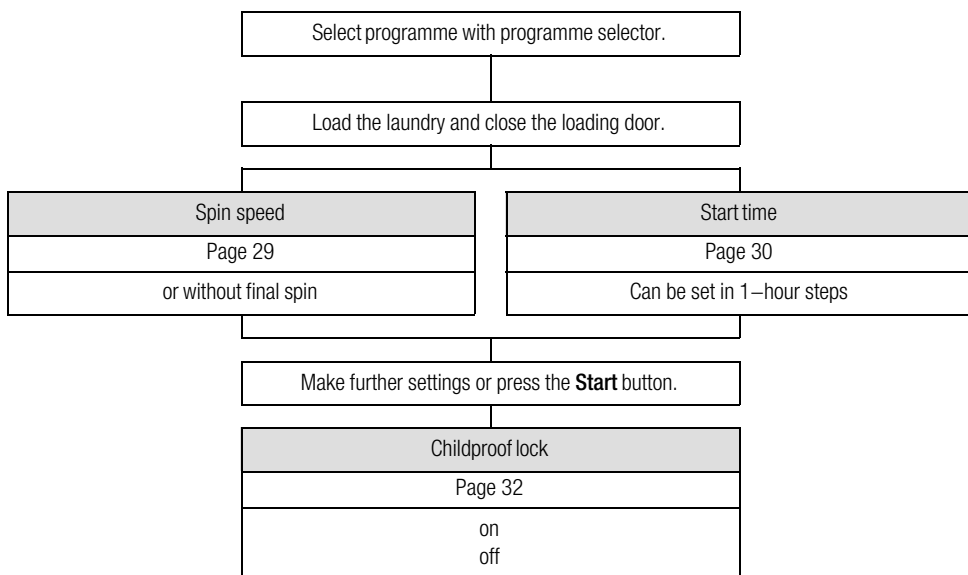 Select programme with programme selector.
Load the laundry and close the loading door.
Spin speed
Page 29
or without final spin
Start time
Page 30
Can be set in 1–hour steps
Make further settings or press the Start button.
Childproof lock
Page 32
on
off